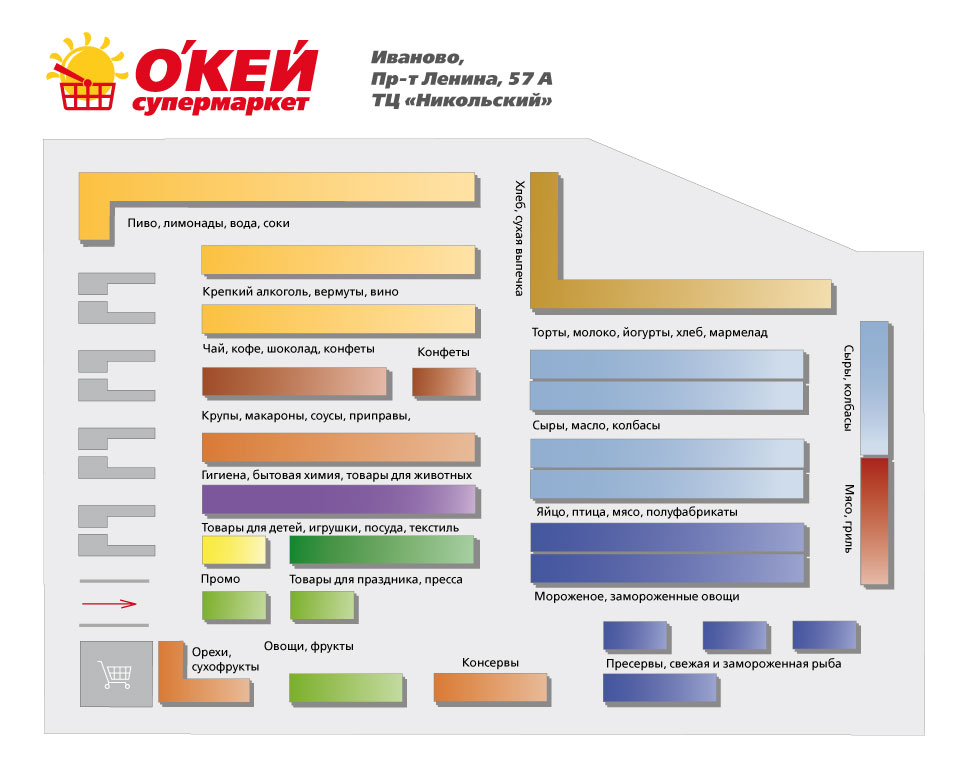 О'КЕЙ
супермаркет
Иваново,
Пр-т Ленина, 57 А
ТЦ «Никольский»
Пиво, лимонады, вода, соки
Крепкий алкоголь, вермуты, вино
Чай, кофе, шоколад, конфеты
Конфеты
Крупы, макароны, соусы, приправы,
Гигиена, бытовая химия, товары для животных
Товары для детей, игрушки, посуда, текстиль
Промо
Товары для праздника, пресса
Орехи,
сухофрукты
Овощи, фрукты
Консервы
Хлеб, сухая выпечка
Торты, молоко, йогурты, хлеб, мармелад
Сыры, масло, колбасы
Яйцо, птица, мясо, полуфабрикаты
Мороженое, замороженные овощи
Пресервы, свежая и замороженная рыба
Сыры, колбасы
Мясо, гриль